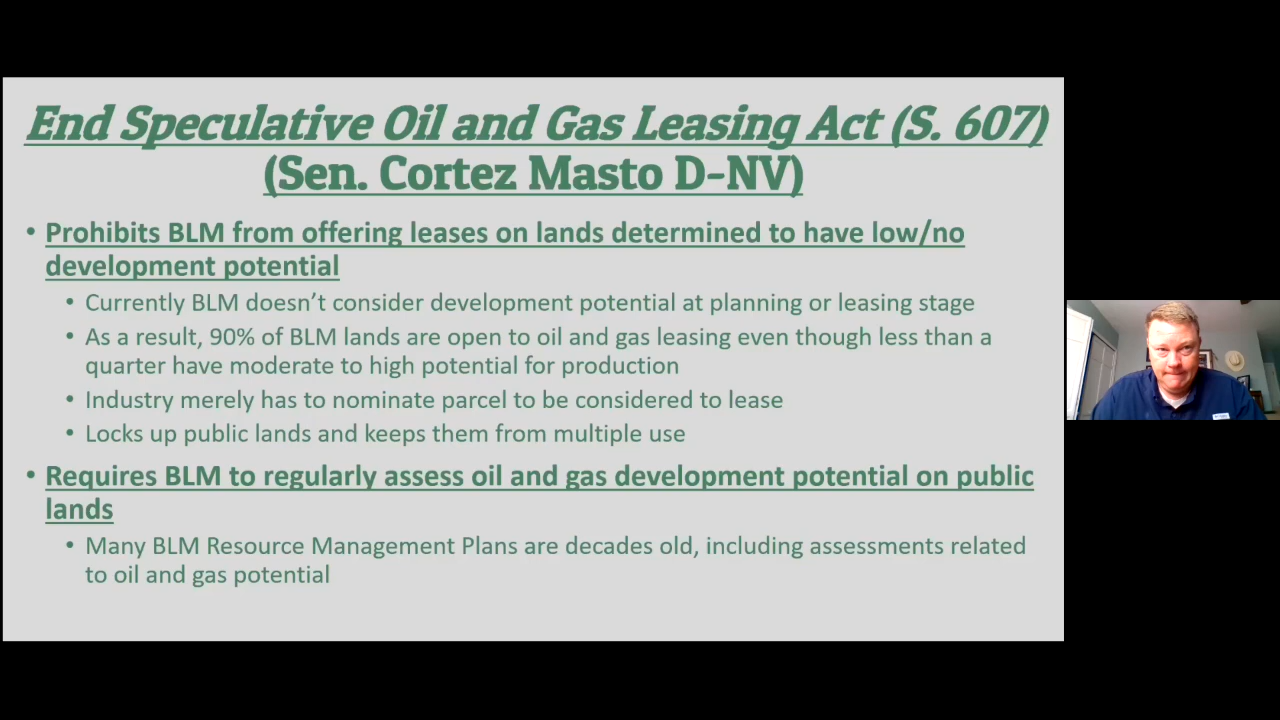 End Speculative Oil and Gas Leasing Act (S. 607)
(Sen. Cortez Masto D-NV)
• Prohibits BLM from offering leases on lands determined to have low/no
development potential
• Currently BLM doesn't consider development potential at planning or leasing stage
• As a result, 90% of BLM lands are open to oil and gas leasing even though less than a
quarter have moderate to high potential for production
• Industry merely has to nominate parcel to be considered to lease
• Locks up public lands and keeps them from multiple use
• Requires BLM to regularly assess oil and gas development potential on public
lands
• Many BLM Resource Management Plans are decades old, including assessments related
to oil and gas potential